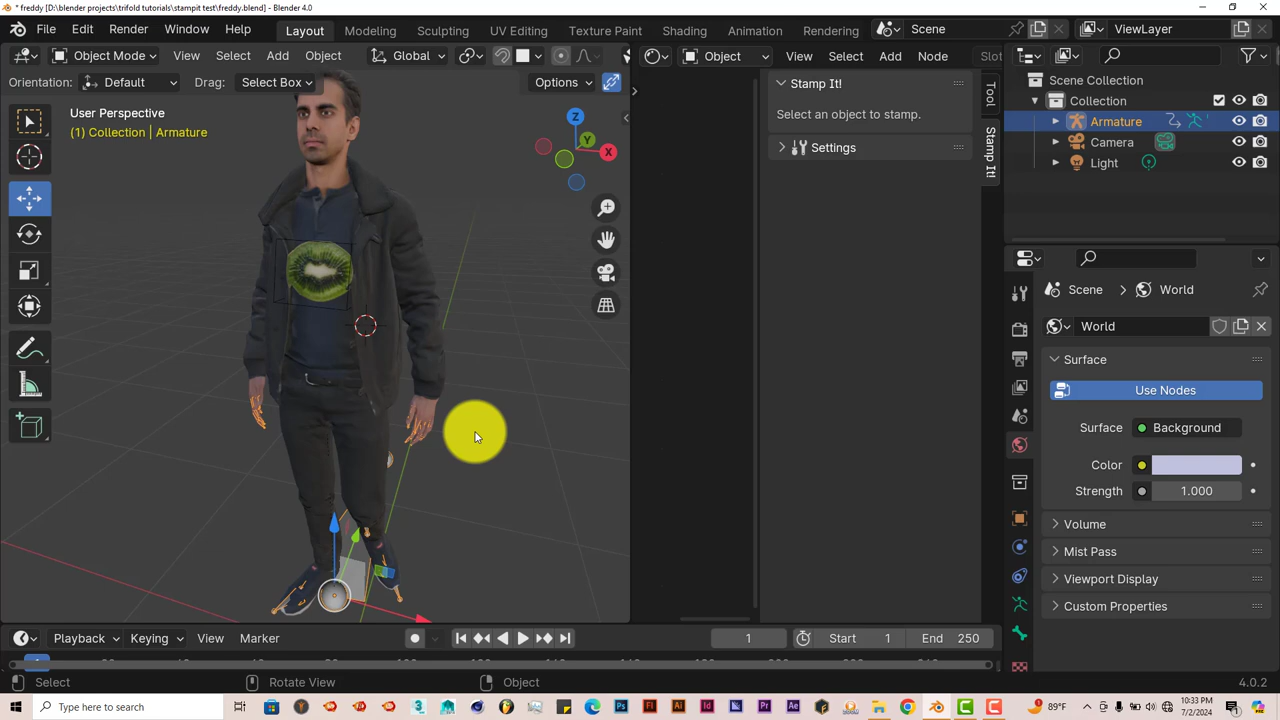 * freddy [D:\blender projects\trifold tutorials\stampit test\freddy.blend] - Blender 4.0
File Edit Render Window Help
Layout Modeling Sculpting UV Editing Texture Paint Shading Animation Rendering
Scene
ViewLayer
Object Mode View Select Add Object
Global
Object View Select Add Node Slot
Orientation: Default Drag: Select Box
Options
User Perspective
(1) Collection | Armature
Z
Y
X
Stamp It!
Select an object to stamp.
Settings
Tool
Stamp It!
Scene Collection
Collection
Armature
Camera
Light
Scene > World
World
Surface
Use Nodes
Surface: Background
Color
Strength 1.000
Volume
Mist Pass
Viewport Display
Custom Properties
Playback Keying View Marker
1
Start 1 End 250
Select Rotate View Object
4.0.2
Type here to search
89°F
10:33 PM
7/2/2024